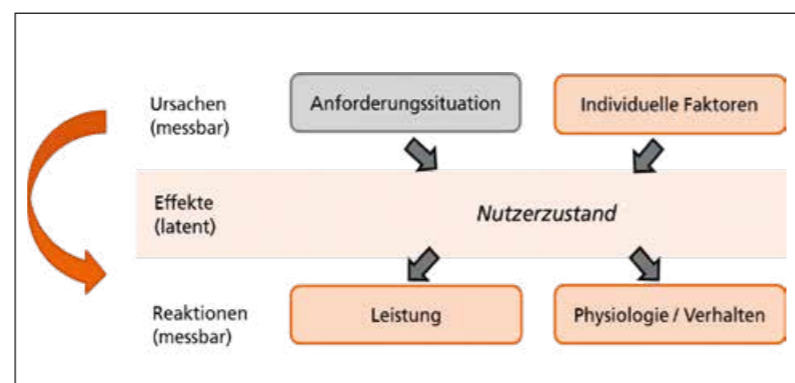 Ursachen
(messbar)
Anforderungssituation
Individuelle Faktoren
Effekte
(latent)
Nutzerzustand
Reaktionen
(messbar)
Leistung
Physiologie / Verhalten